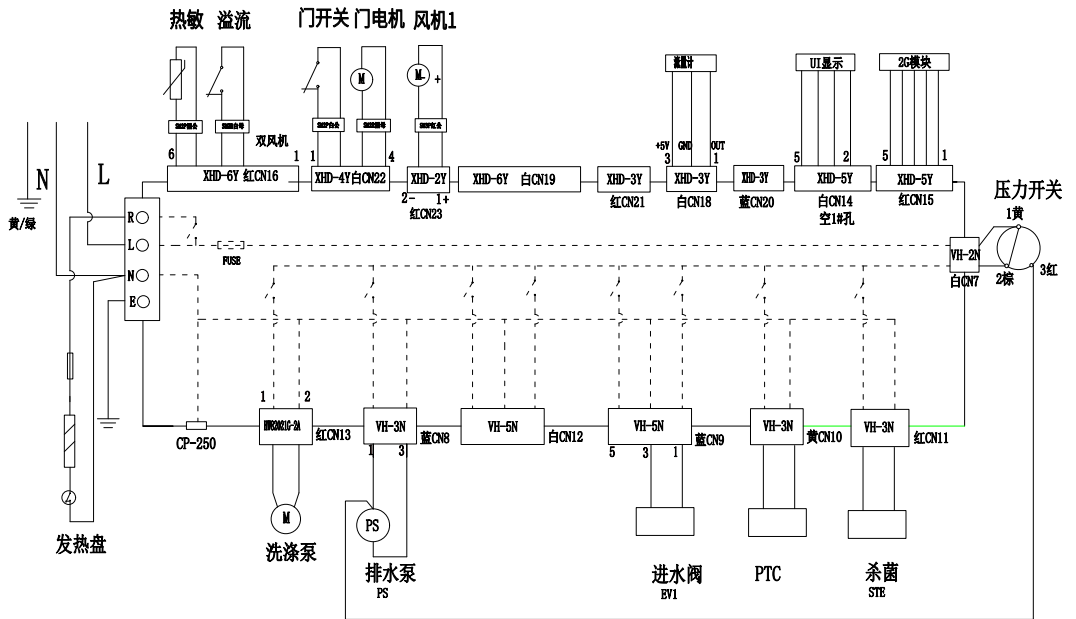 热敏 溢流 门开关 门电机 风机1
流量计 UI显示 2G模块
M M- +
双风机
+5V GND OUT
6 1 1 4 3 1 5 2 5 1
XHD-6Y 红CN16 XHD-4Y白CN22 XHD-2Y XHD-6Y 白CN19 XHD-3Y XHD-3Y XHD-3Y XHD-5Y XHD-5Y
2- 1+
红CN23 红CN21 白CN18 蓝CN20 白CN14 红CN15
空1#孔
N L
黄/绿
压力开关
1黄
R
L
N
E
FUSE
VH-2N
白CN7
2棕
3红
1 2
VH-3N VH-5N VH-5N VH-3N VH-3N
CP-250 红CN13 蓝CN8 白CN12 蓝CN9 黄CN10 红CN11
1 3 5 3 1
M PS
发热盘 洗涤泵 排水泵 进水阀 PTC 杀菌
PS EV1 STE